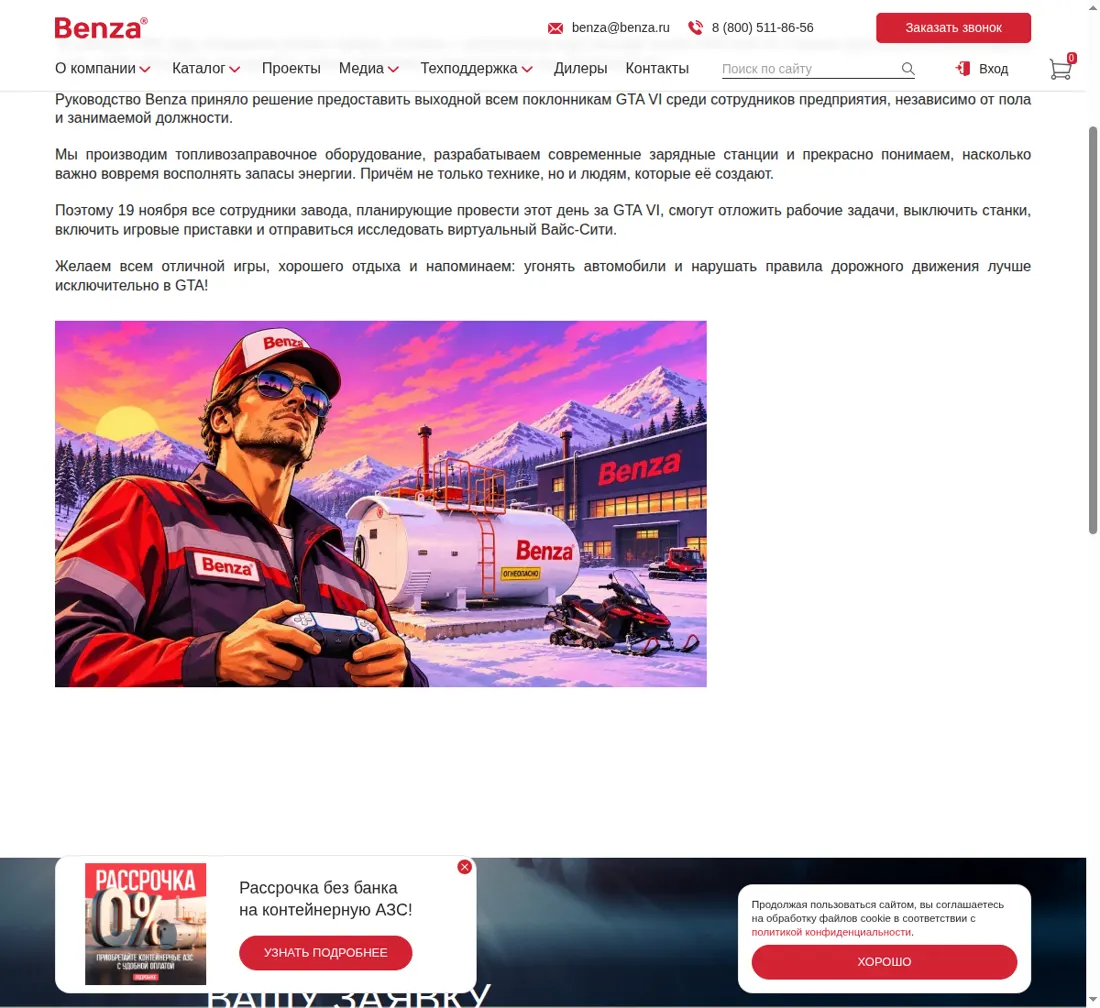 Benza®
benza@benza.ru
8 (800) 511-86-56
Заказать звонок
О компании
Каталог
Проекты
Медиа
Техподдержка
Дилеры
Контакты
Поиск по сайту
Вход
0
Руководство Benza приняло решение предоставить выходной всем поклонникам GTA VI среди сотрудников предприятия, независимо от пола
и занимаемой должности.
Мы производим топливозаправочное оборудование, разрабатываем современные зарядные станции и прекрасно понимаем, насколько
важно вовремя восполнять запасы энергии. Причём не только технике, но и людям, которые её создают.
Поэтому 19 ноября все сотрудники завода, планирующие провести этот день за GTA VI, смогут отложить рабочие задачи, выключить станки,
включить игровые приставки и отправиться исследовать виртуальный Вайс-Сити.
Желаем всем отличной игры, хорошего отдыха и напоминаем: угонять автомобили и нарушать правила дорожного движения лучше
исключительно в GTA!
Benza
Benza
Benza
ОГНЕОПАСНО
Benza
РАССРОЧКА
0%
ПРИОБРЕТАЙТЕ КОНТЕЙНЕРНЫЕ АЗС
С УДОБНОЙ ОПЛАТОЙ
Рассрочка без банка
на контейнерную АЗС!
УЗНАТЬ ПОДРОБНЕЕ
Продолжая пользоваться сайтом, вы соглашаетесь
на обработку файлов cookie в соответствии с
политикой конфиденциальности.
ХОРОШО
ВАШУ ЗАЯВКУ